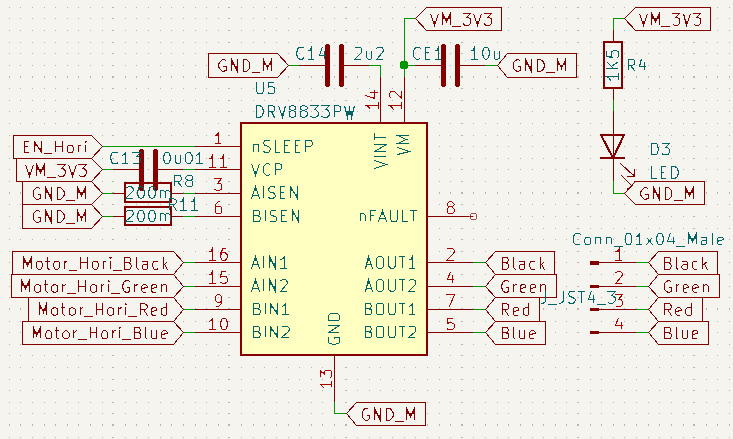 VM_3V3
VM_3V3
C14
2u2
CE1
10u
GND_M
GND_M
1K5
R4
U5
DRV8833PW
14
12
EN_Hori
1
nSLEEP
VINT
VM
D3
LED
C13
0u01
VM_3V3
11
VCP
R8
GND_M
200m
3
AISEN
GND_M
R11
GND_M
200m
6
BISEN
nFAULT
8
Conn_01x04_Male
Motor_Hori_Black
16
AIN1
AOUT1
2
Black
1
Black
Motor_Hori_Green
15
AIN2
AOUT2
4
Green
2
Green
J_JST4_3
Motor_Hori_Red
9
BIN1
BOUT1
7
Red
3
Red
Motor_Hori_Blue
10
BIN2
GND
BOUT2
5
Blue
4
Blue
13
GND_M